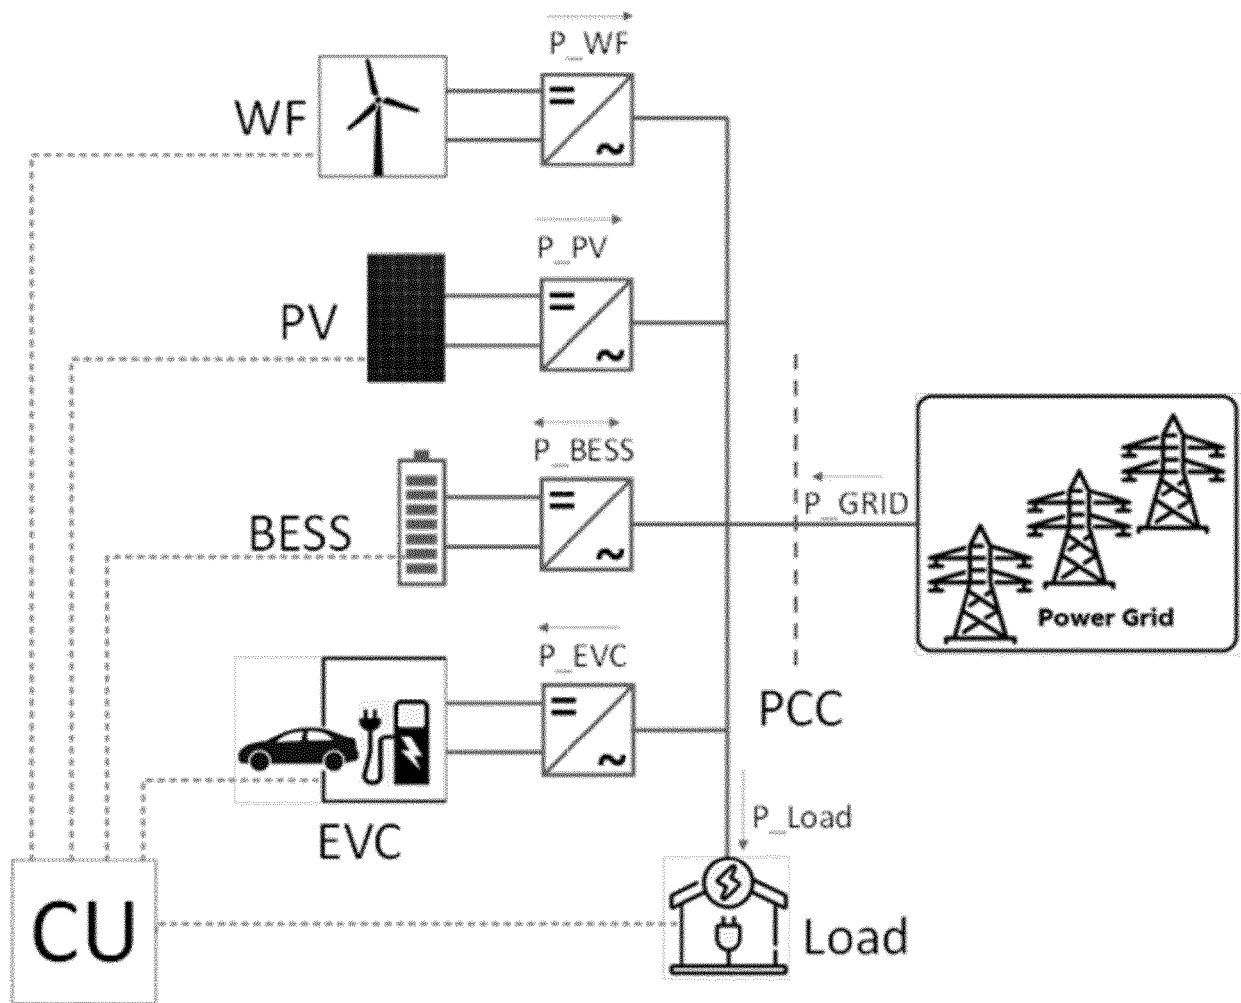 P_WF
WF
P_PV
PV
P_BESS
BESS
P_GRID
Power Grid
P_EVC
EVC
PCC
P_Load
CU
Load